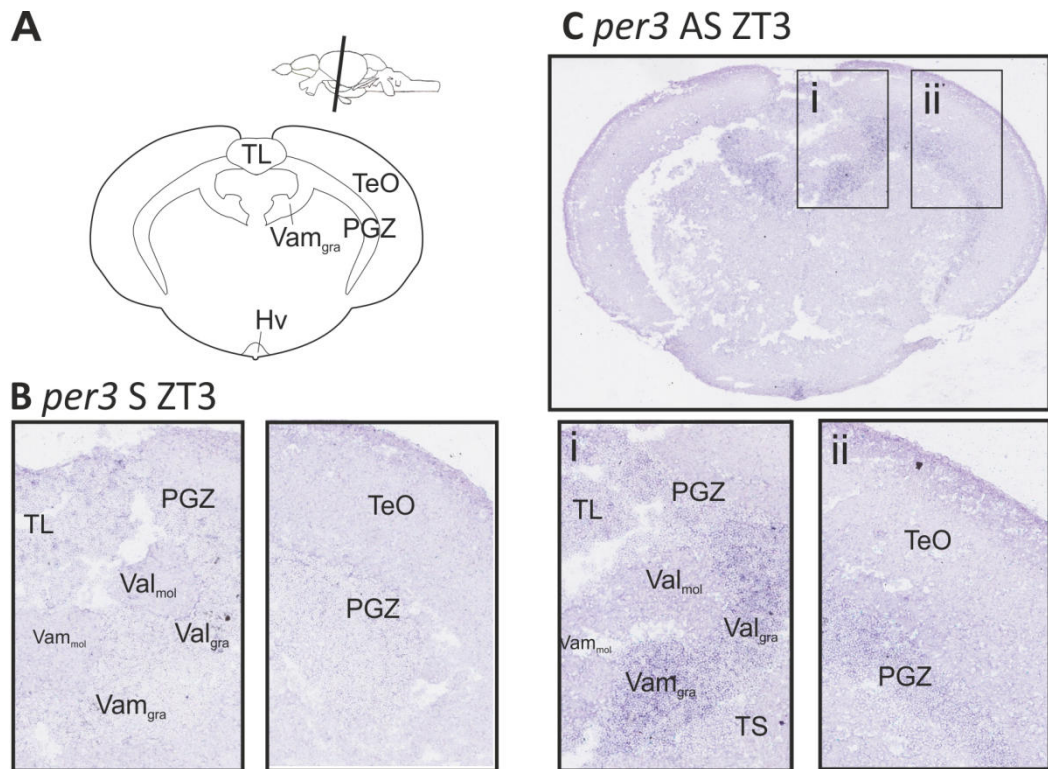 A
TL
TeO
Vamgra PGZ
Hv
B per3 S ZT3
TL
PGZ
Valmol
Vammol
Valgra
Vamgra
TeO
PGZ
C per3 AS ZT3
i
ii
i
PGZ
TL
Valmol
Valgra
Vammol
Vamgra
TS
ii
TeO
PGZ